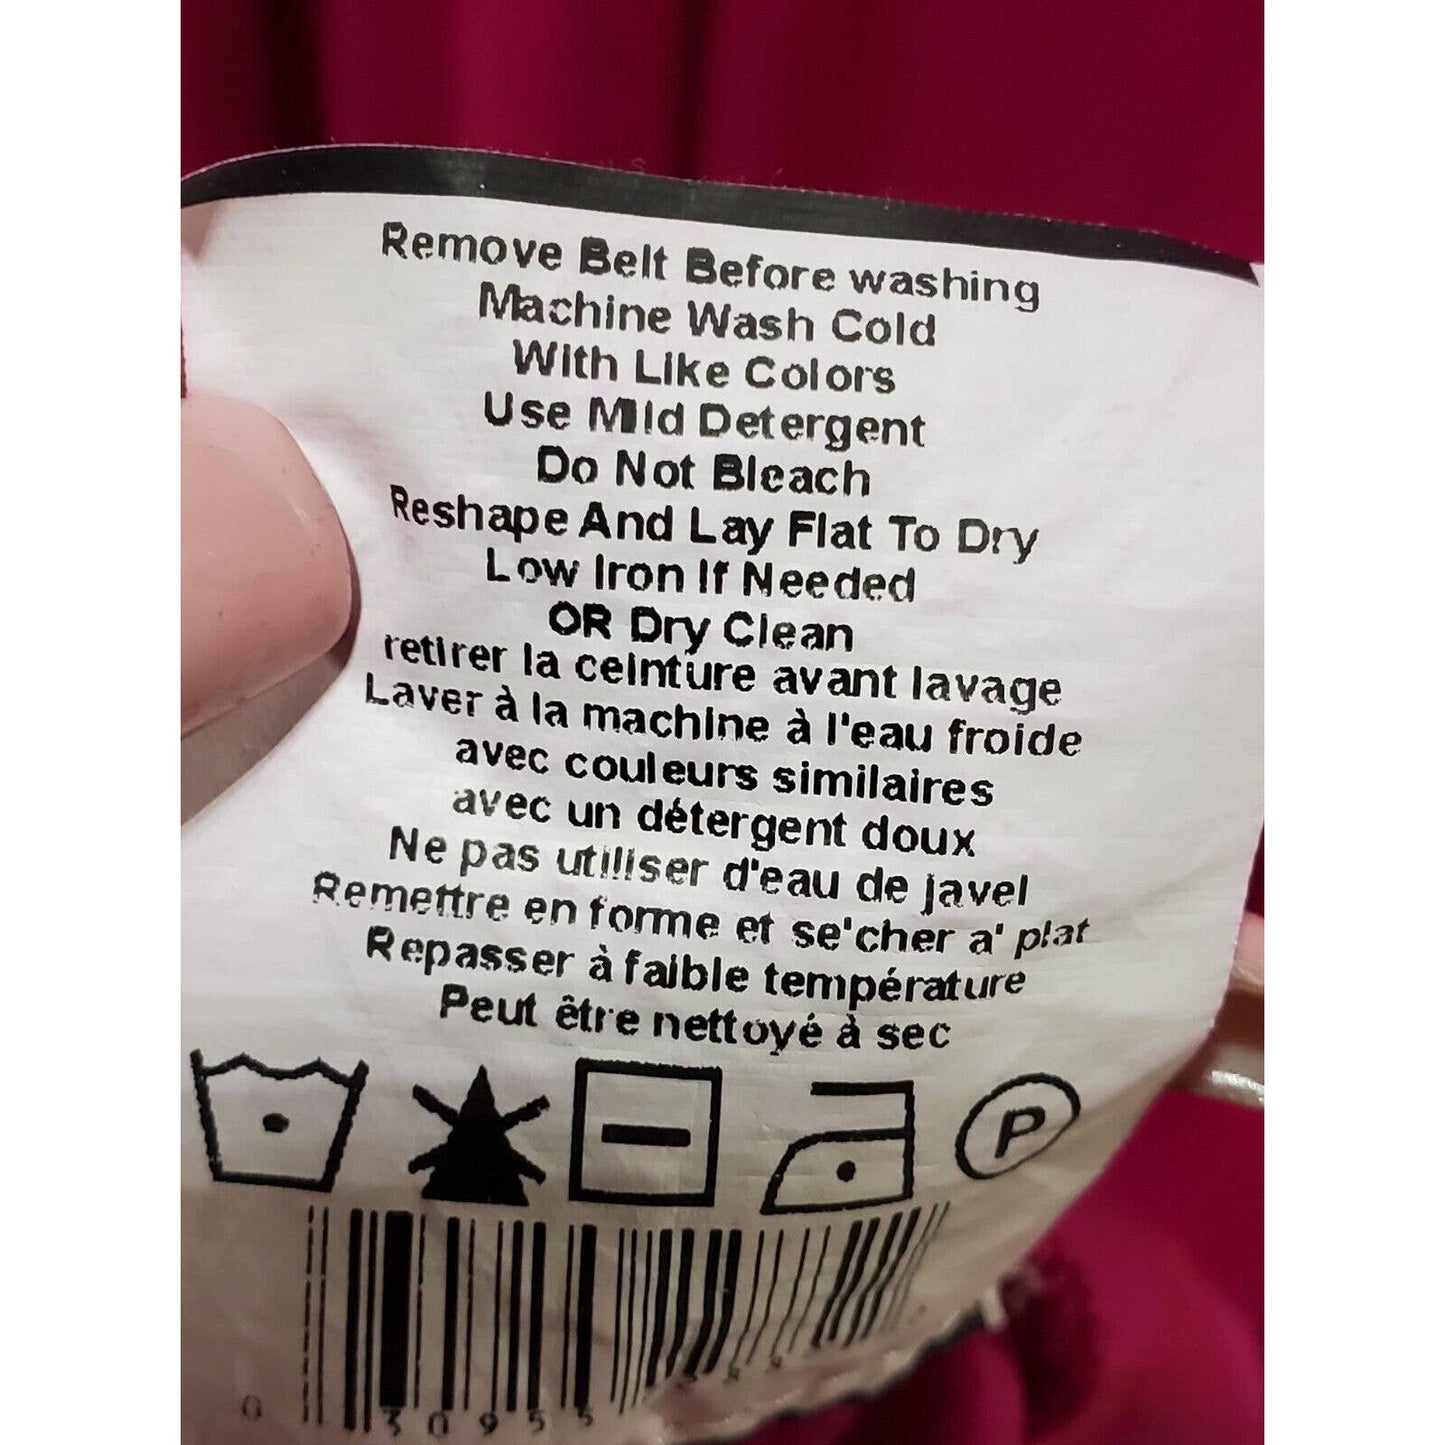 Remove Belt Before washing
Machine Wash Cold
With Like Colors
Use Mild Detergent
Do Not Bleach
Reshape And Lay Flat To Dry
Low Iron If Needed
OR Dry Clean
retirer la ceinture avant lavage
Laver à la machine à l'eau froide
avec couleurs similaires
avec un détergent doux
Ne pas utiliser d'eau de javel
Remettre en forme et se'cher a' plat
Repasser à faible température
Peut être nettoyé à sec
P
0 30955